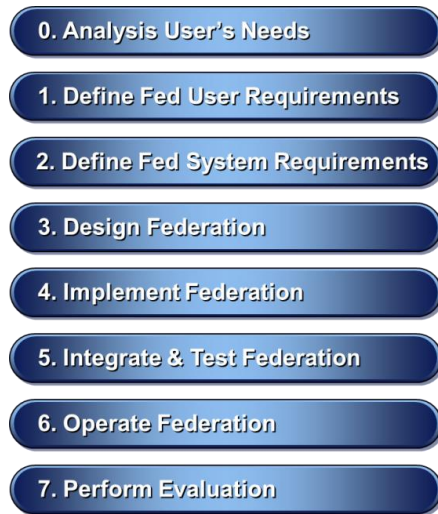 0. Analysis User's Needs
1. Define Fed User Requirements
2. Define Fed System Requirements
3. Design Federation
4. Implement Federation
5. Integrate & Test Federation
6. Operate Federation
7. Perform Evaluation